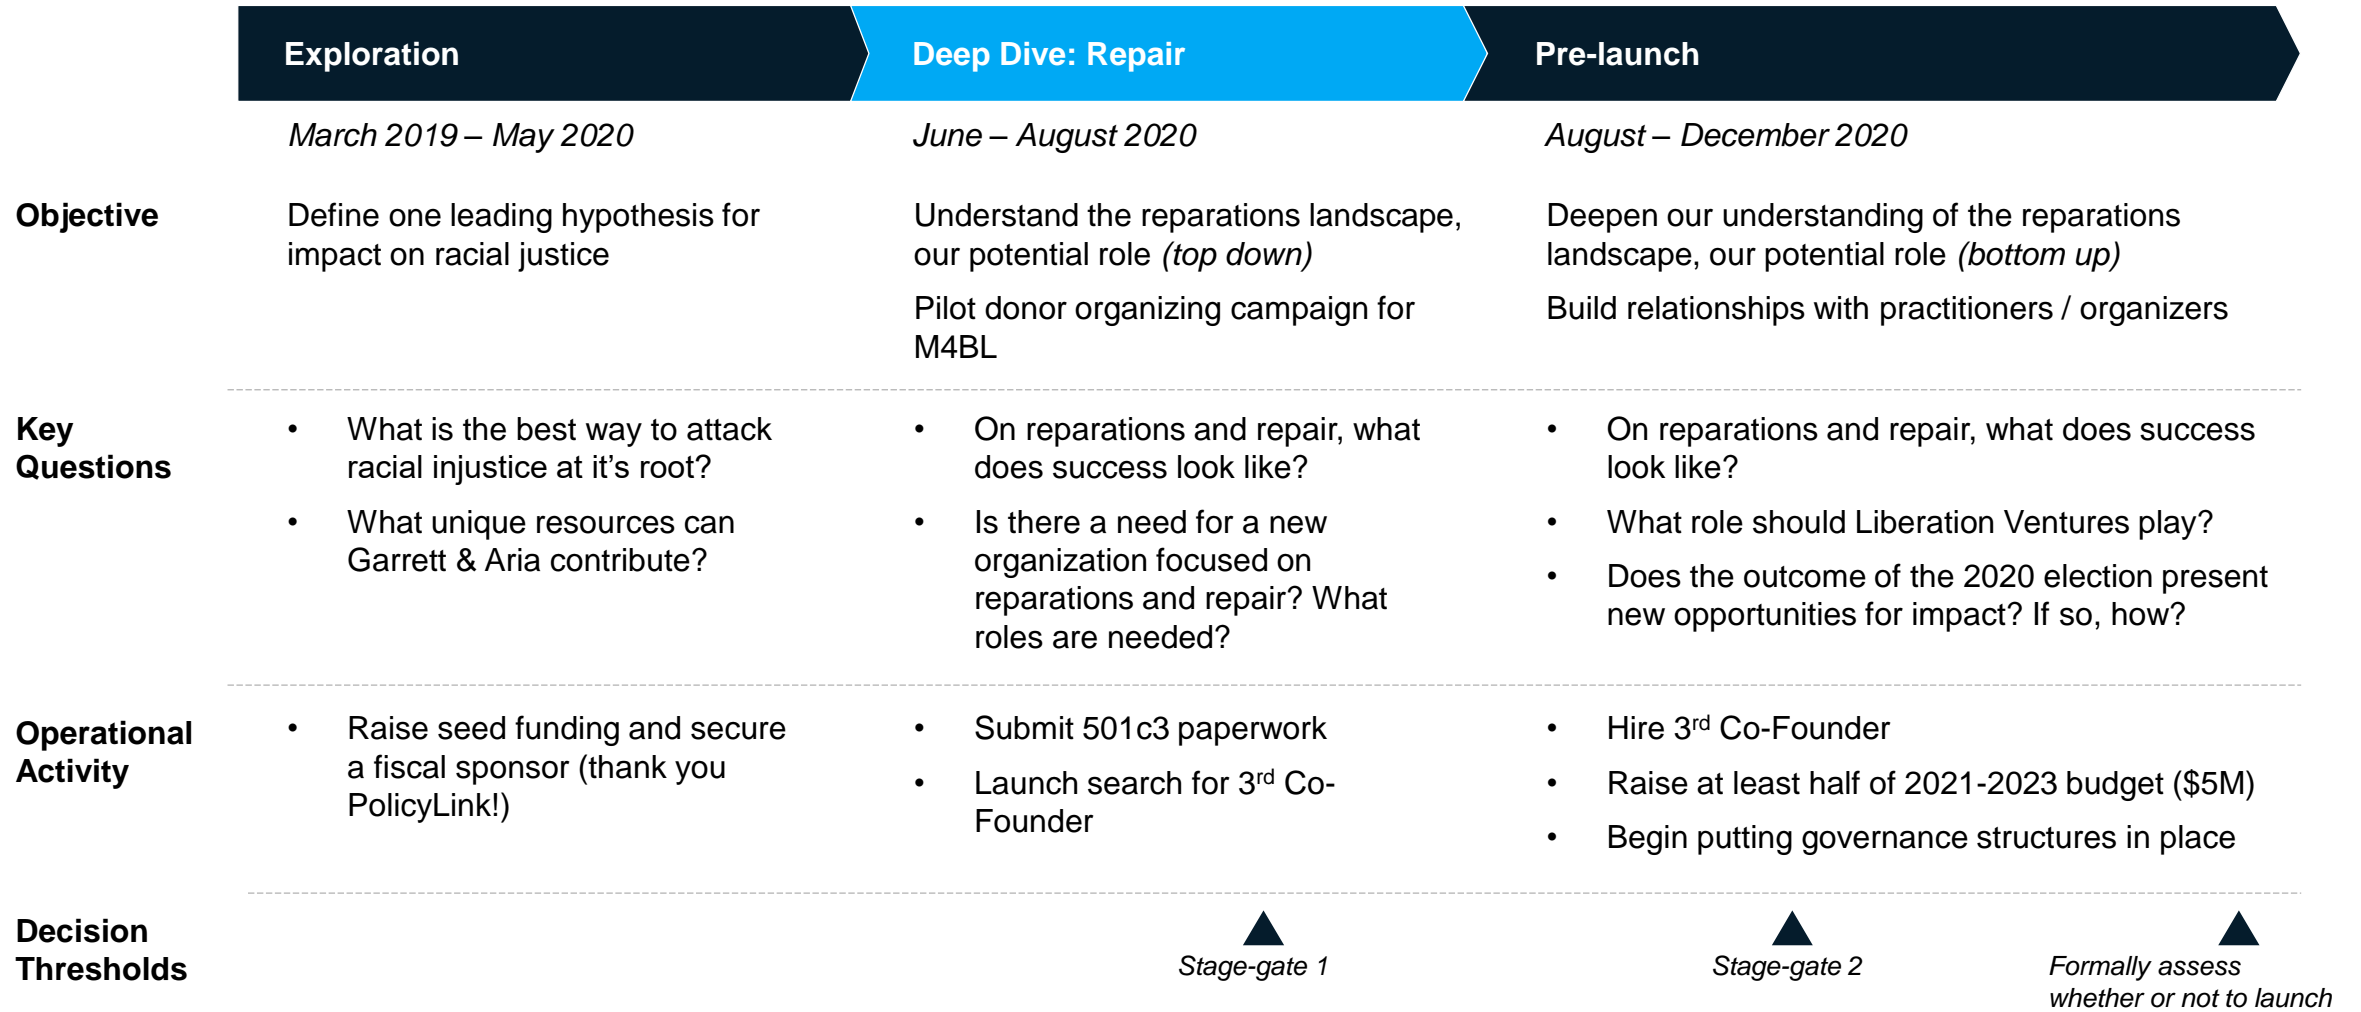 Exploration
Deep Dive: Repair
Pre-launch
March 2019 – May 2020
June – August 2020
August – December 2020
Objective
Define one leading hypothesis for
impact on racial justice
Understand the reparations landscape,
our potential role (top down)
Pilot donor organizing campaign for
M4BL
Deepen our understanding of the reparations
landscape, our potential role (bottom up)
Build relationships with practitioners / organizers
Key
Questions
• What is the best way to attack
racial injustice at it’s root?
• What unique resources can
Garrett & Aria contribute?
• On reparations and repair, what
does success look like?
• Is there a need for a new
organization focused on
reparations and repair? What
roles are needed?
• On reparations and repair, what does success
look like?
• What role should Liberation Ventures play?
• Does the outcome of the 2020 election present
new opportunities for impact? If so, how?
Operational
Activity
• Raise seed funding and secure
a fiscal sponsor (thank you
PolicyLink!)
• Submit 501c3 paperwork
• Launch search for 3rd Co-
Founder
• Hire 3rd Co-Founder
• Raise at least half of 2021-2023 budget ($5M)
• Begin putting governance structures in place
Decision
Thresholds
Stage-gate 1
Stage-gate 2
Formally assess
whether or not to launch